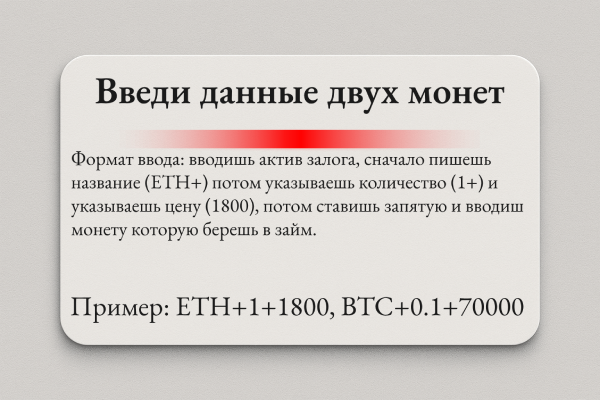 Введи данные двух монет
Формат ввода: вводишь актив залога, сначало пишешь
название (ETH+) потом указываешь количество (1+) и
указываешь цену (1800), потом ставишь запятую и вводиш
монету которую берешь в займ.
Пример: ETH+1+1800, BTC+0.1+70000